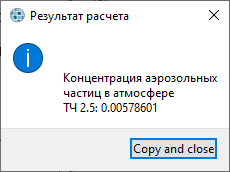 Результат расчета
Концентрация аэрозольных
частиц в атмосфере
ТЧ 2.5: 0.00578601
Copy and close